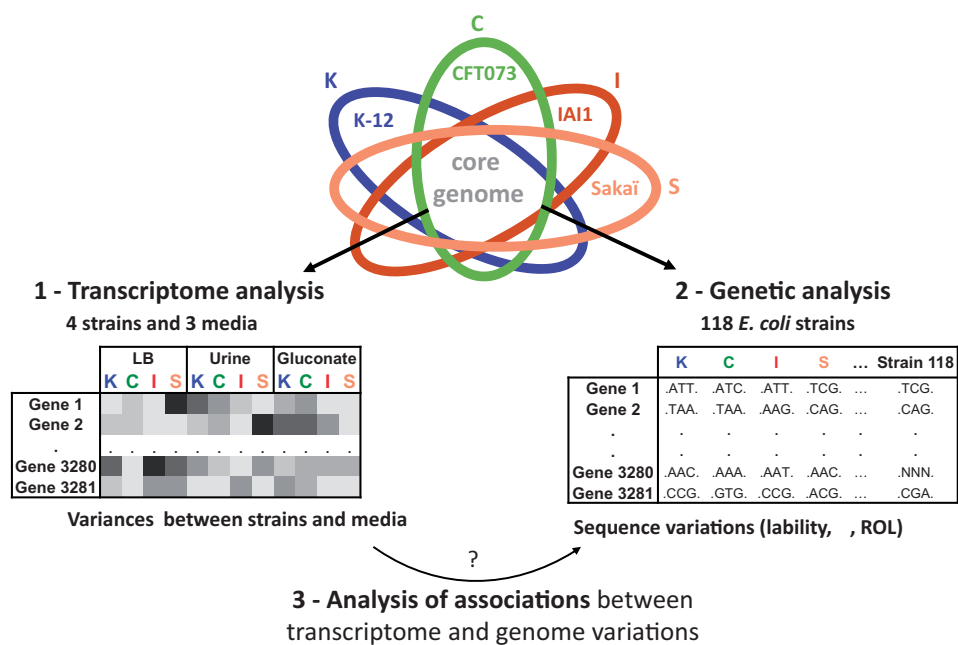 C
CFT073
K
I
K-12
IAI1
core
genome
Sakaï
S
1 - Transcriptome analysis
4 strains and 3 media
LB Urine Gluconate
K C I S K C I S K C I S
Gene 1
Gene 2
. . . . . . . . . . . . .
Gene 3280
Gene 3281
Variances between strains and media
2 - Genetic analysis
118 E. coli strains
K C I S ... Strain 118
Gene 1 .ATT. .ATC. .ATT. .TCG. ... .TCG.
Gene 2 .TAA. .TAA. .AAG. .CAG. ... .CAG.
. . . . . . .
. . . . . . .
Gene 3280 .AAC. .AAA. .AAT. .AAC. ... .NNN.
Gene 3281 .CCG. .GTG. .CCG. .ACG. ... .CGA.
Sequence variations (lability, , ROL)
?
3 - Analysis of associations between
transcriptome and genome variations